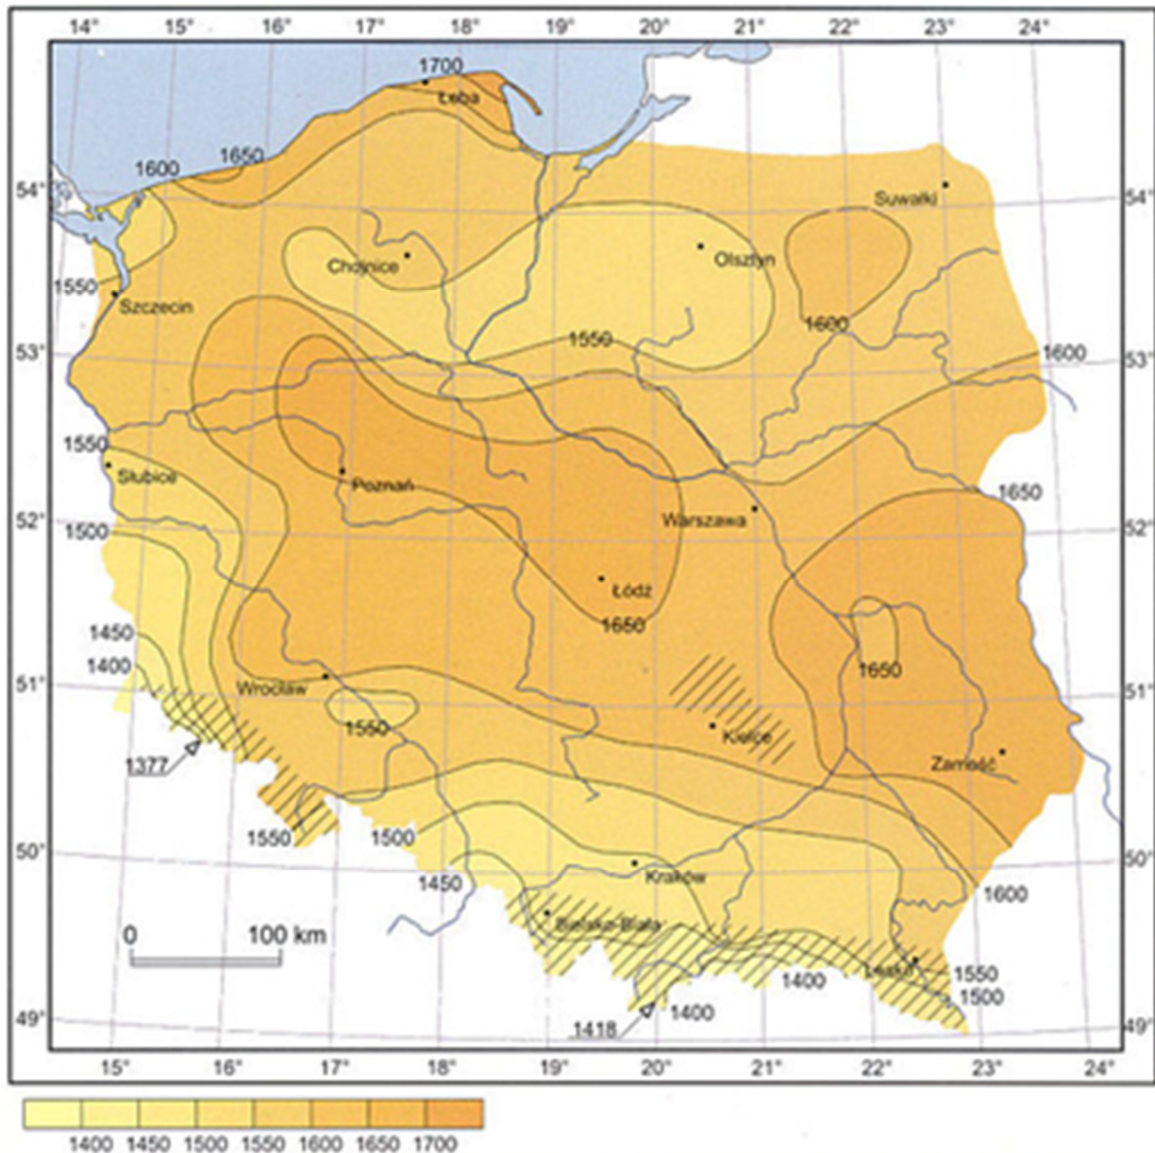 14° 15° 16° 17° 18° 19° 20° 21° 22° 23° 24°
1700
Łeba
1600
1650
54°
Suwałki
54°
Chojnice
Olsztyn
1550
Szczecin
1600
1550
53°
1600
53°
1550
Słubice
Poznań
1650
52°
1500
Warszawa
52°
Łódź
1650
1450
1400
1650
51°
Wrocław
51°
1550
Kielce
1377
Zamość
1550
1500
50°
50°
1450
Kraków
1600
Bielsko-Biała
0 100 km
Lesko
1550
1400
1500
49°
1418
1400
49°
15° 16° 17° 18° 19° 20° 21° 22° 23° 24°
1400 1450 1500 1550 1600 1650 1700